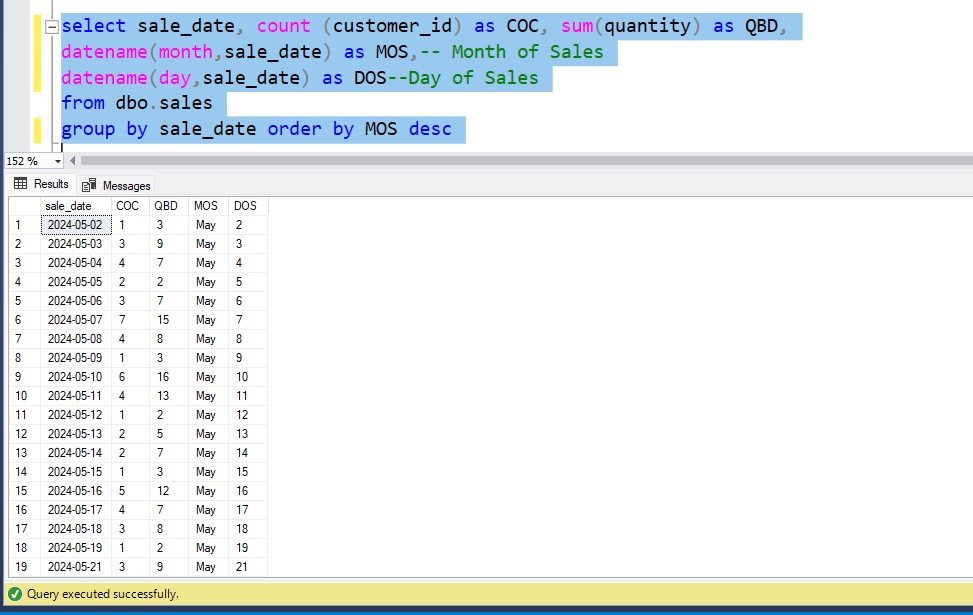 select sale_date, count (customer_id) as COC, sum(quantity) as QBD,
datename(month,sale_date) as MOS,-- Month of Sales
datename(day,sale_date) as DOS--Day of Sales
from dbo.sales
group by sale_date order by MOS desc
152 %
Results Messages
sale_date COC QBD MOS DOS
1 2024-05-02 1 3 May 2
2 2024-05-03 3 9 May 3
3 2024-05-04 4 7 May 4
4 2024-05-05 2 2 May 5
5 2024-05-06 3 7 May 6
6 2024-05-07 7 15 May 7
7 2024-05-08 4 8 May 8
8 2024-05-09 1 3 May 9
9 2024-05-10 6 16 May 10
10 2024-05-11 4 13 May 11
11 2024-05-12 1 2 May 12
12 2024-05-13 2 5 May 13
13 2024-05-14 2 7 May 14
14 2024-05-15 1 3 May 15
15 2024-05-16 5 12 May 16
16 2024-05-17 4 7 May 17
17 2024-05-18 3 8 May 18
18 2024-05-19 1 2 May 19
19 2024-05-21 3 9 May 21
Query executed successfully.